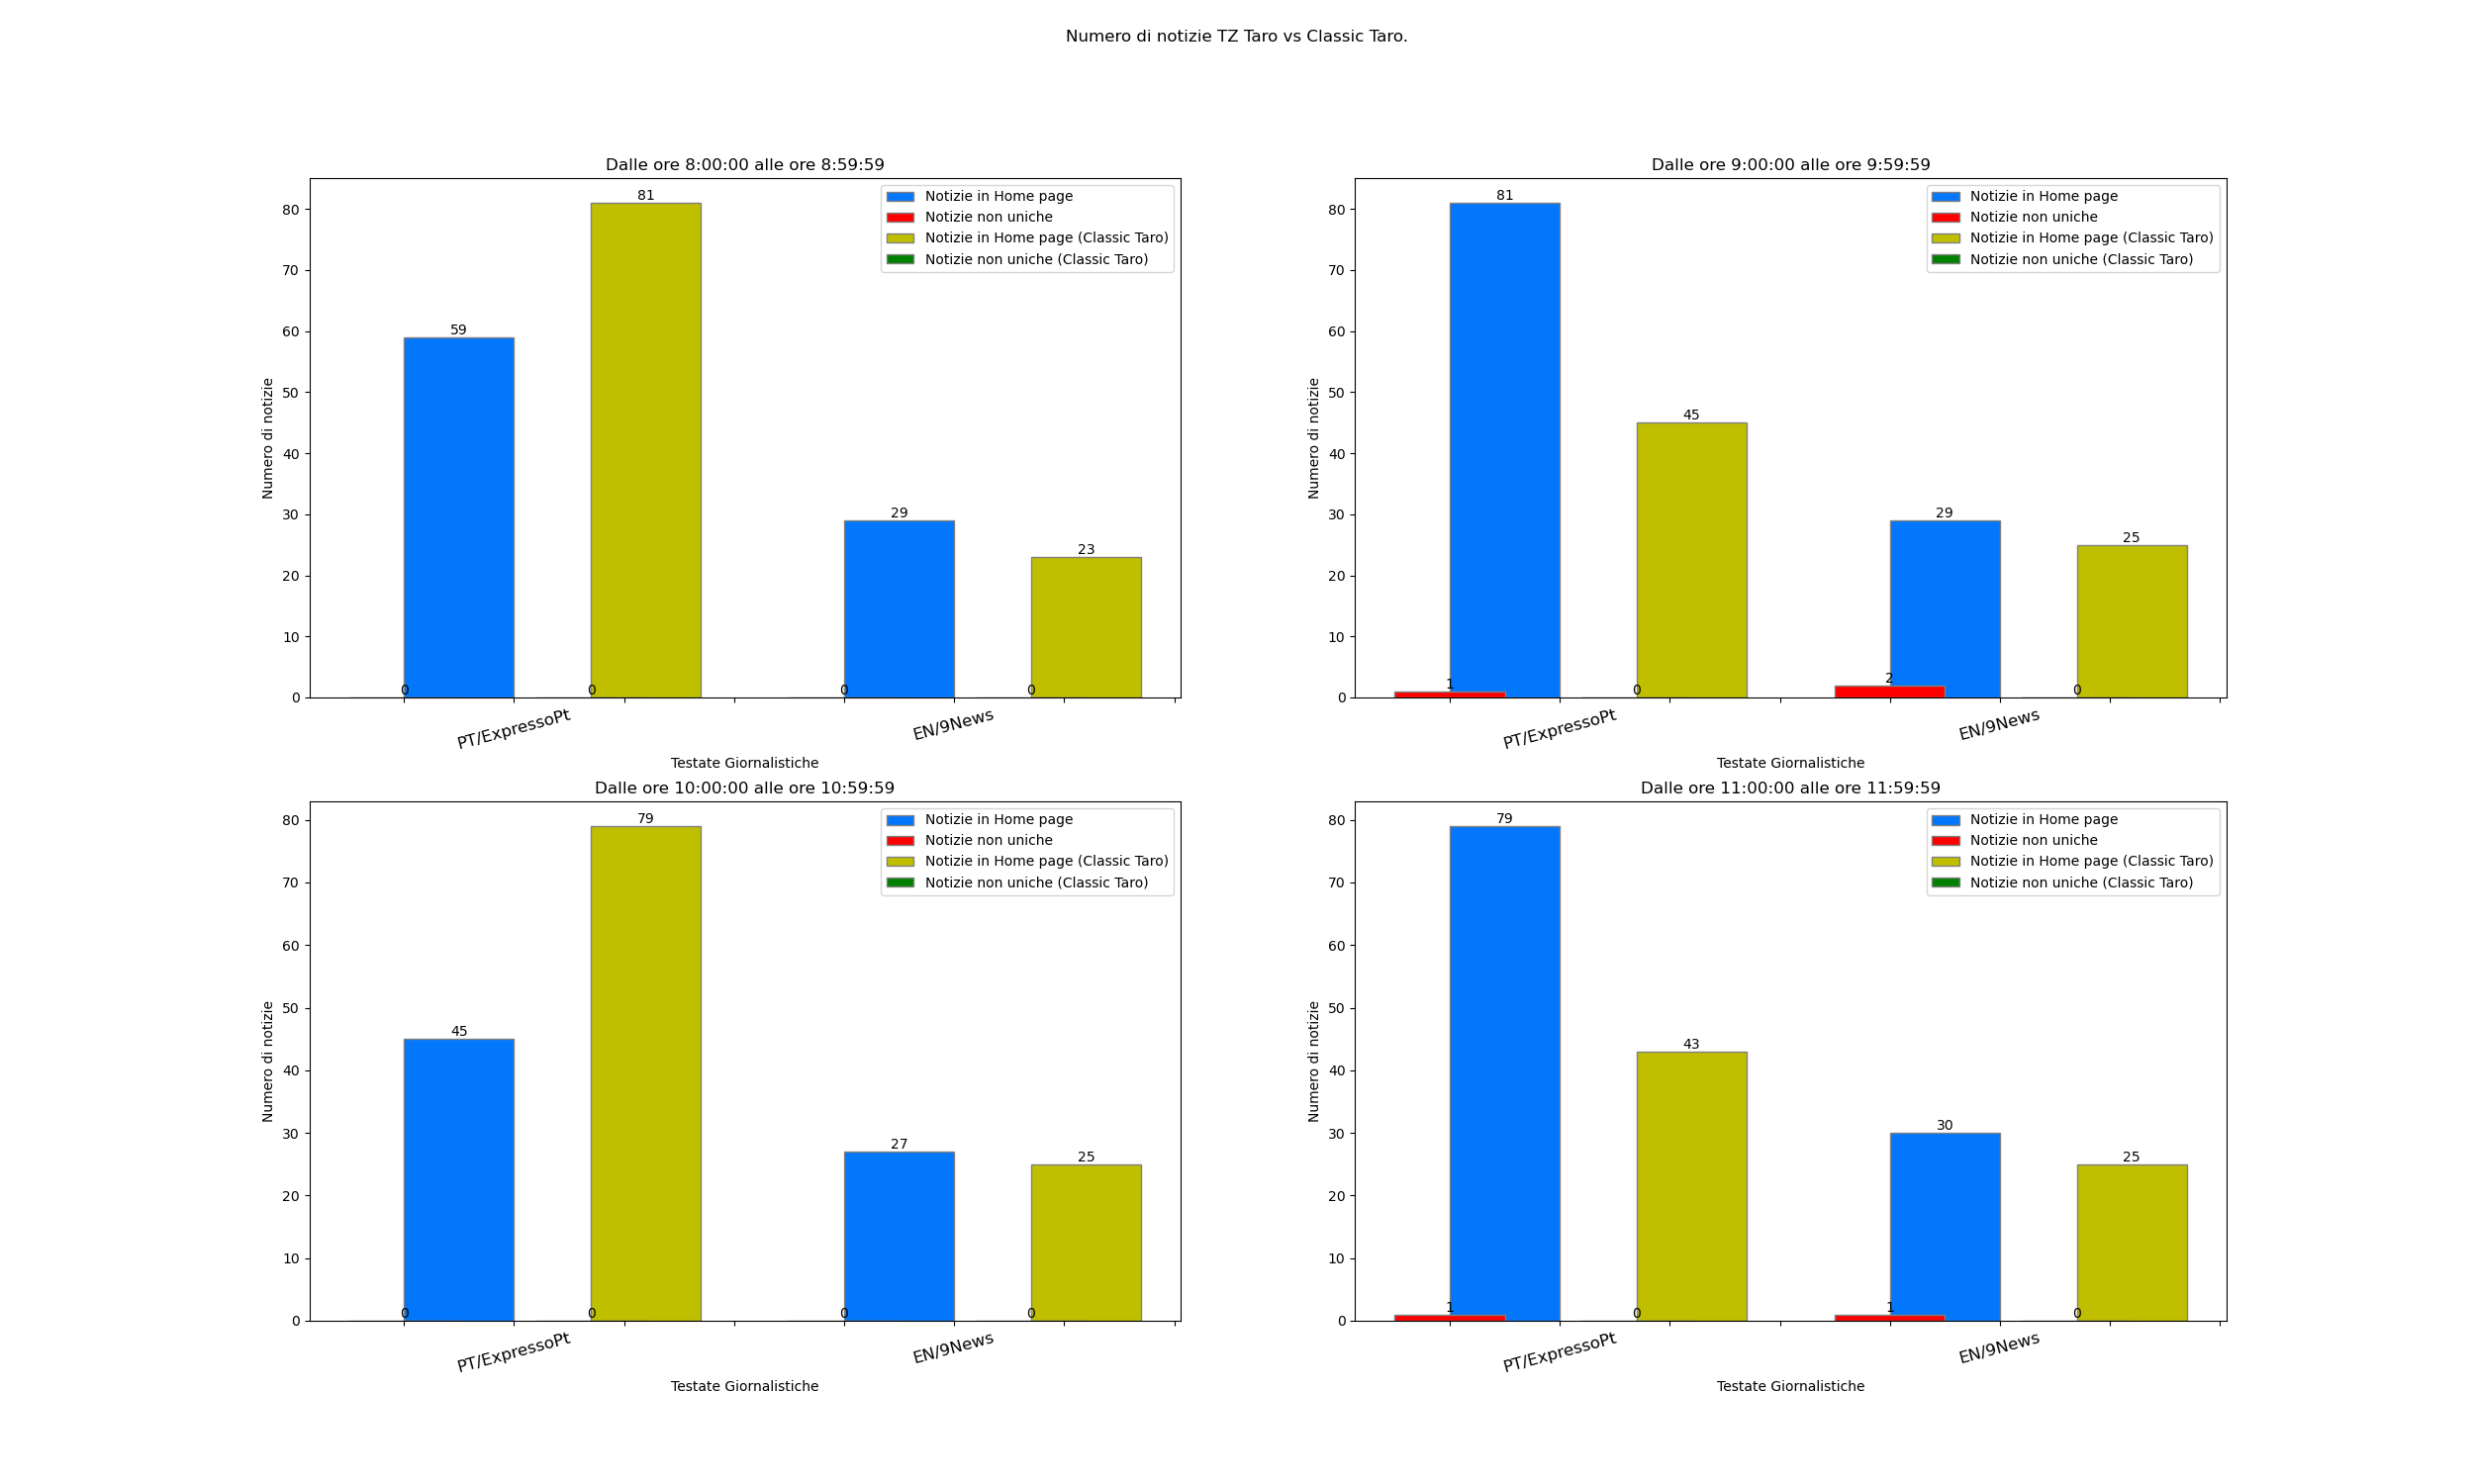 Numero di notizie TZ Taro vs Classic Taro.
Dalle ore 8:00:00 alle ore 8:59:59
Notizie in Home page
Notizie non uniche
Notizie in Home page (Classic Taro)
Notizie non uniche (Classic Taro)
Numero di notizie
80
70
60
50
40
30
20
10
0
59
81
29
23
0
0
0
0
PT/ExpressoPt
EN/9News
Testate Giornalistiche
Dalle ore 9:00:00 alle ore 9:59:59
Notizie in Home page
Notizie non uniche
Notizie in Home page (Classic Taro)
Notizie non uniche (Classic Taro)
Numero di notizie
80
70
60
50
40
30
20
10
0
81
45
29
25
1
0
2
0
PT/ExpressoPt
EN/9News
Testate Giornalistiche
Dalle ore 10:00:00 alle ore 10:59:59
Notizie in Home page
Notizie non uniche
Notizie in Home page (Classic Taro)
Notizie non uniche (Classic Taro)
Numero di notizie
80
70
60
50
40
30
20
10
0
45
79
27
25
0
0
0
0
PT/ExpressoPt
EN/9News
Testate Giornalistiche
Dalle ore 11:00:00 alle ore 11:59:59
Notizie in Home page
Notizie non uniche
Notizie in Home page (Classic Taro)
Notizie non uniche (Classic Taro)
Numero di notizie
80
70
60
50
40
30
20
10
0
79
43
30
25
1
0
1
0
PT/ExpressoPt
EN/9News
Testate Giornalistiche